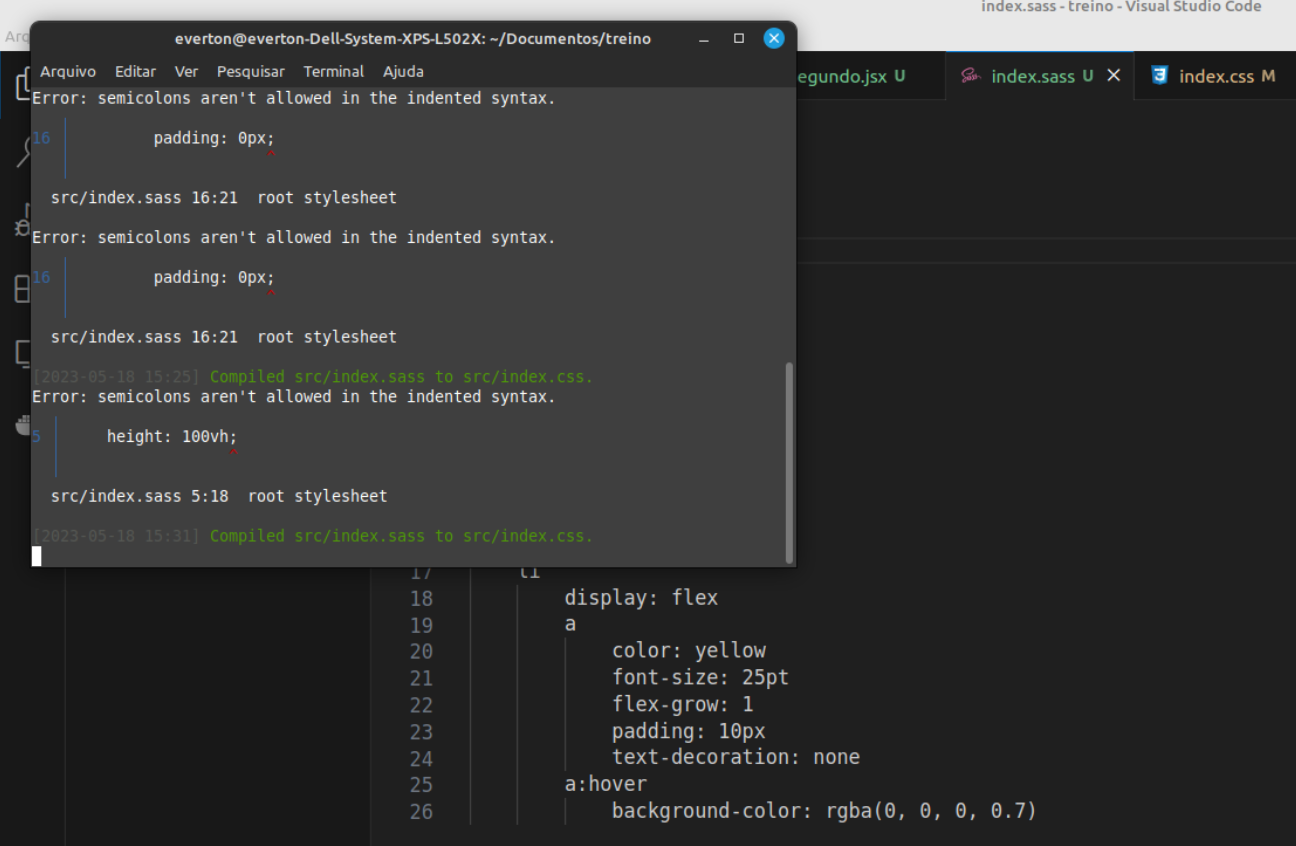 index.sass - treino - Visual Studio Code
Arq
everton@everton-Dell-System-XPS-L502X: ~/Documentos/treino
Arquivo Editar Ver Pesquisar Terminal Ajuda
egundo.jsx U
index.sass U
index.css M
Error: semicolons aren't allowed in the indented syntax.
16 padding: 0px;
^
src/index.sass 16:21 root stylesheet
Error: semicolons aren't allowed in the indented syntax.
16 padding: 0px;
^
src/index.sass 16:21 root stylesheet
[2023-05-18 15:25] Compiled src/index.sass to src/index.css.
Error: semicolons aren't allowed in the indented syntax.
5 height: 100vh;
^
src/index.sass 5:18 root stylesheet
[2023-05-18 15:31] Compiled src/index.sass to src/index.css.
17 li
18 display: flex
19 a
20 color: yellow
21 font-size: 25pt
22 flex-grow: 1
23 padding: 10px
24 text-decoration: none
25 a:hover
26 background-color: rgba(0, 0, 0, 0.7)